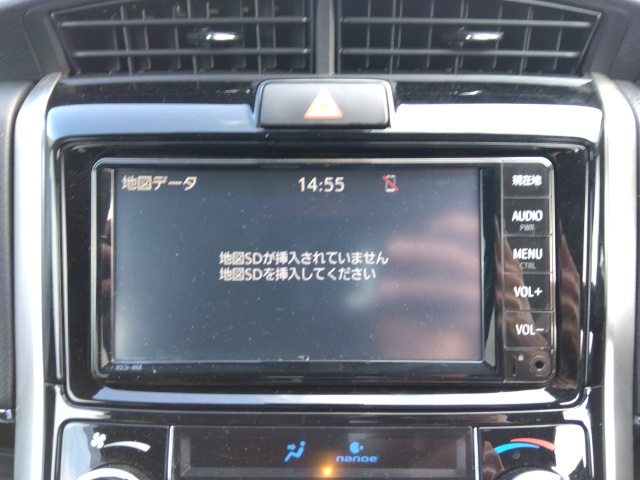 地図データ 14:55
地図SDが挿入されていません
地図SDを挿入してください
現在地
AUDIO
PWR
MENU
CTRL
VOL+
VOL-
nanoe